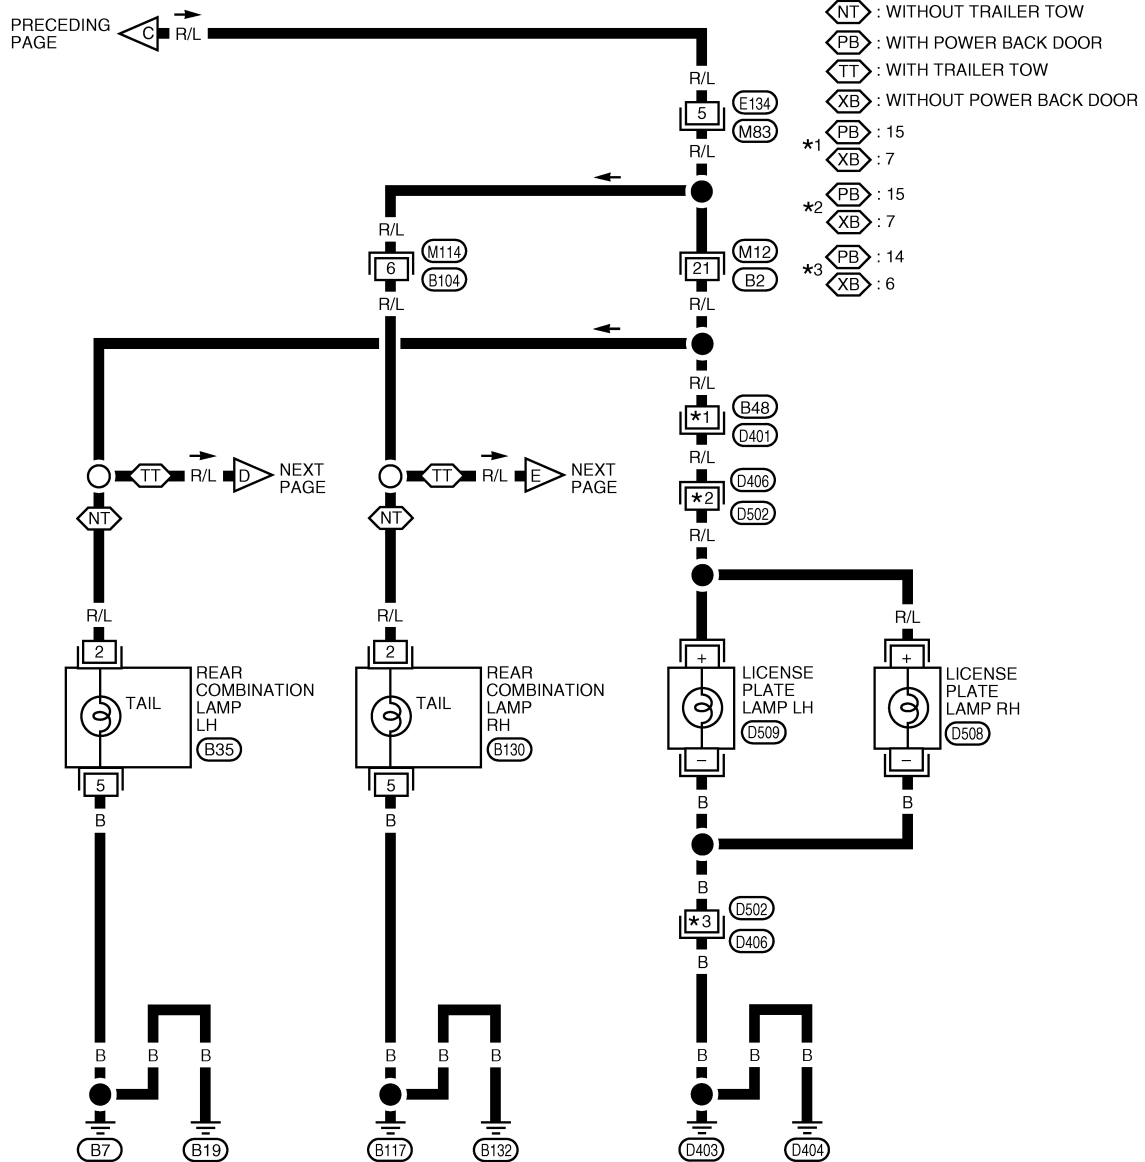 PRECEDING
PAGE
C
R/L
NT : WITHOUT TRAILER TOW
PB : WITH POWER BACK DOOR
TT : WITH TRAILER TOW
XB : WITHOUT POWER BACK DOOR
*1 PB : 15
XB : 7
*2 PB : 15
XB : 7
*3 PB : 14
XB : 6
R/L
5
E134
M83
R/L
R/L
6
M114
B104
R/L
21
M12
B2
R/L
R/L
*1
B48
D401
R/L
*2
D406
D502
R/L
TT
R/L
D
NEXT
PAGE
TT
R/L
E
NEXT
PAGE
NT
NT
R/L
R/L
R/L
2
TAIL
REAR
COMBINATION
LAMP
LH
B35
5
B
2
TAIL
REAR
COMBINATION
LAMP
RH
B130
5
B
+
LICENSE
PLATE
LAMP LH
D509
–
B
+
LICENSE
PLATE
LAMP RH
D508
–
B
B
*3
D502
D406
B
B
B
B
B
B
B
B
B
B
B7
B19
B117
B132
D403
D404